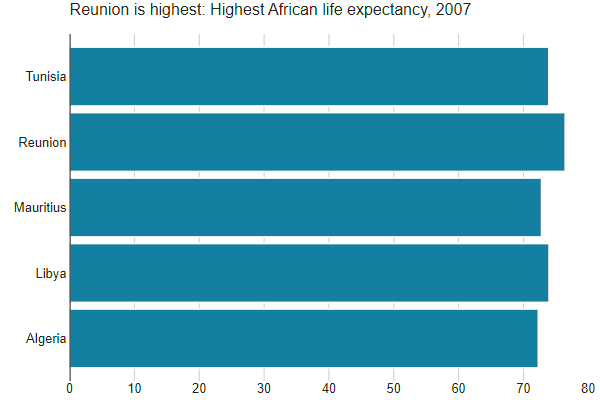 Reunion is highest: Highest African life expectancy, 2007
Tunisia
Reunion
Mauritius
Libya
Algeria
0 10 20 30 40 50 60 70 80